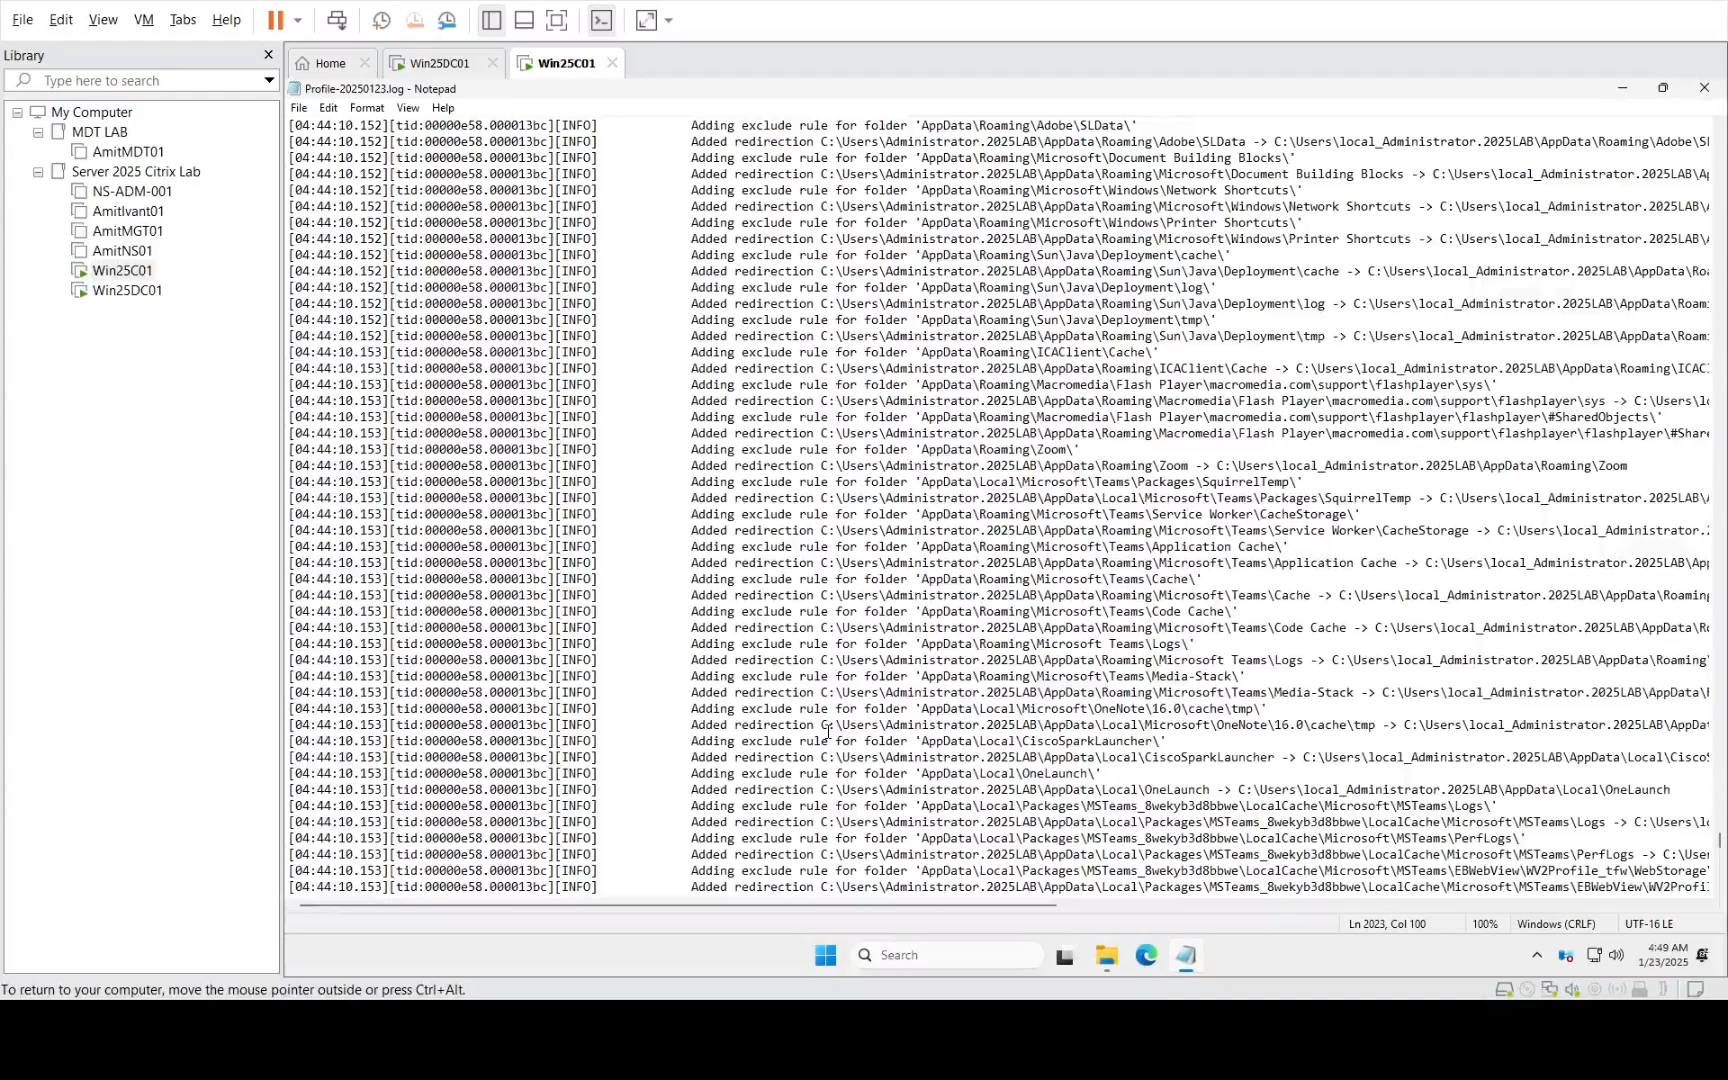 File Edit View VM Tabs Help
Library
Type here to search
My Computer
MDT LAB
AmitMDT01
Server 2025 Citrix Lab
NS-ADM-001
AmitIvant01
AmitMGT01
AmitNS01
Win25C01
Win25DC01
Home
Win25DC01
Win25C01
Profile-20250123.log - Notepad
File Edit Format View Help
[04:44:10.152][tid:00000e58.000013bc][INFO] Adding exclude rule for folder 'AppData\Roaming\Adobe\SLData\'
[04:44:10.152][tid:00000e58.000013bc][INFO] Added redirection C:\Users\Administrator.2025LAB\AppData\Roaming\Adobe\SLData -> C:\Users\local_Administrator.2025LAB\AppData\Roaming\Adobe\Sl
[04:44:10.152][tid:00000e58.000013bc][INFO] Adding exclude rule for folder 'AppData\Roaming\Microsoft\Document Building Blocks\'
[04:44:10.152][tid:00000e58.000013bc][INFO] Added redirection C:\Users\Administrator.2025LAB\AppData\Roaming\Microsoft\Document Building Blocks -> C:\Users\local_Administrator.2025LAB\A
[04:44:10.152][tid:00000e58.000013bc][INFO] Adding exclude rule for folder 'AppData\Roaming\Microsoft\Windows\Network Shortcuts\'
[04:44:10.152][tid:00000e58.000013bc][INFO] Added redirection C:\Users\Administrator.2025LAB\AppData\Roaming\Microsoft\Windows\Network Shortcuts -> C:\Users\local_Administrator.2025LAB\
[04:44:10.152][tid:00000e58.000013bc][INFO] Adding exclude rule for folder 'AppData\Roaming\Microsoft\Windows\Printer Shortcuts\'
[04:44:10.152][tid:00000e58.000013bc][INFO] Added redirection C:\Users\Administrator.2025LAB\AppData\Roaming\Microsoft\Windows\Printer Shortcuts -> C:\Users\local_Administrator.2025LAB\
[04:44:10.152][tid:00000e58.000013bc][INFO] Adding exclude rule for folder 'AppData\Roaming\Sun\Java\Deployment\cache\'
[04:44:10.152][tid:00000e58.000013bc][INFO] Added redirection C:\Users\Administrator.2025LAB\AppData\Roaming\Sun\Java\Deployment\cache -> C:\Users\local_Administrator.2025LAB\AppData\Roa
[04:44:10.152][tid:00000e58.000013bc][INFO] Adding exclude rule for folder 'AppData\Roaming\Sun\Java\Deployment\log\'
[04:44:10.152][tid:00000e58.000013bc][INFO] Added redirection C:\Users\Administrator.2025LAB\AppData\Roaming\Sun\Java\Deployment\log -> C:\Users\local_Administrator.2025LAB\AppData\Roam
[04:44:10.152][tid:00000e58.000013bc][INFO] Adding exclude rule for folder 'AppData\Roaming\Sun\Java\Deployment\tmp\'
[04:44:10.152][tid:00000e58.000013bc][INFO] Added redirection C:\Users\Administrator.2025LAB\AppData\Roaming\Sun\Java\Deployment\tmp -> C:\Users\local_Administrator.2025LAB\AppData\Roam
[04:44:10.153][tid:00000e58.000013bc][INFO] Adding exclude rule for folder 'AppData\Roaming\ICAClient\Cache\'
[04:44:10.153][tid:00000e58.000013bc][INFO] Added redirection C:\Users\Administrator.2025LAB\AppData\Roaming\ICAClient\Cache -> C:\Users\local_Administrator.2025LAB\AppData\Roaming\ICAC
[04:44:10.153][tid:00000e58.000013bc][INFO] Adding exclude rule for folder 'AppData\Roaming\Macromedia\Flash Player\macromedia.com\support\flashplayer\sys\'
[04:44:10.153][tid:00000e58.000013bc][INFO] Added redirection C:\Users\Administrator.2025LAB\AppData\Roaming\Macromedia\Flash Player\macromedia.com\support\flashplayer\sys -> C:\Users\lo
[04:44:10.153][tid:00000e58.000013bc][INFO] Adding exclude rule for folder 'AppData\Roaming\Macromedia\Flash Player\macromedia.com\support\flashplayer\flashplayer\#SharedObjects\'
[04:44:10.153][tid:00000e58.000013bc][INFO] Added redirection C:\Users\Administrator.2025LAB\AppData\Roaming\Macromedia\Flash Player\macromedia.com\support\flashplayer\flashplayer\#Share
[04:44:10.153][tid:00000e58.000013bc][INFO] Adding exclude rule for folder 'AppData\Roaming\Zoom\'
[04:44:10.153][tid:00000e58.000013bc][INFO] Added redirection C:\Users\Administrator.2025LAB\AppData\Roaming\Zoom -> C:\Users\local_Administrator.2025LAB\AppData\Roaming\Zoom
[04:44:10.153][tid:00000e58.000013bc][INFO] Adding exclude rule for folder 'AppData\Local\Microsoft\Teams\Packages\SquirrelTemp\'
[04:44:10.153][tid:00000e58.000013bc][INFO] Added redirection C:\Users\Administrator.2025LAB\AppData\Local\Microsoft\Teams\Packages\SquirrelTemp -> C:\Users\local_Administrator.2025LAB\A
[04:44:10.153][tid:00000e58.000013bc][INFO] Adding exclude rule for folder 'AppData\Roaming\Microsoft\Teams\Service Worker\CacheStorage\'
[04:44:10.153][tid:00000e58.000013bc][INFO] Added redirection C:\Users\Administrator.2025LAB\AppData\Roaming\Microsoft\Teams\Service Worker\CacheStorage -> C:\Users\local_Administrator.2
[04:44:10.153][tid:00000e58.000013bc][INFO] Adding exclude rule for folder 'AppData\Roaming\Microsoft\Teams\Application Cache\'
[04:44:10.153][tid:00000e58.000013bc][INFO] Added redirection C:\Users\Administrator.2025LAB\AppData\Roaming\Microsoft\Teams\Application Cache -> C:\Users\local_Administrator.2025LAB\App
[04:44:10.153][tid:00000e58.000013bc][INFO] Adding exclude rule for folder 'AppData\Roaming\Microsoft\Teams\Cache\'
[04:44:10.153][tid:00000e58.000013bc][INFO] Added redirection C:\Users\Administrator.2025LAB\AppData\Roaming\Microsoft\Teams\Cache -> C:\Users\local_Administrator.2025LAB\AppData\Roaming
[04:44:10.153][tid:00000e58.000013bc][INFO] Adding exclude rule for folder 'AppData\Roaming\Microsoft\Teams\Code Cache\'
[04:44:10.153][tid:00000e58.000013bc][INFO] Added redirection C:\Users\Administrator.2025LAB\AppData\Roaming\Microsoft\Teams\Code Cache -> C:\Users\local_Administrator.2025LAB\AppData\Ro
[04:44:10.153][tid:00000e58.000013bc][INFO] Adding exclude rule for folder 'AppData\Roaming\Microsoft Teams\Logs\'
[04:44:10.153][tid:00000e58.000013bc][INFO] Added redirection C:\Users\Administrator.2025LAB\AppData\Roaming\Microsoft Teams\Logs -> C:\Users\local_Administrator.2025LAB\AppData\Roaming\
[04:44:10.153][tid:00000e58.000013bc][INFO] Adding exclude rule for folder 'AppData\Roaming\Microsoft\Teams\Media-Stack\'
[04:44:10.153][tid:00000e58.000013bc][INFO] Added redirection C:\Users\Administrator.2025LAB\AppData\Roaming\Microsoft\Teams\Media-Stack -> C:\Users\local_Administrator.2025LAB\AppData\R
[04:44:10.153][tid:00000e58.000013bc][INFO] Adding exclude rule for folder 'AppData\Local\Microsoft\OneNote\16.0\cache\tmp\'
[04:44:10.153][tid:00000e58.000013bc][INFO] Added redirection C:\Users\Administrator.2025LAB\AppData\Local\Microsoft\OneNote\16.0\cache\tmp -> C:\Users\local_Administrator.2025LAB\AppDat
[04:44:10.153][tid:00000e58.000013bc][INFO] Adding exclude rule for folder 'AppData\Local\CiscoSparkLauncher\'
[04:44:10.153][tid:00000e58.000013bc][INFO] Added redirection C:\Users\Administrator.2025LAB\AppData\Local\CiscoSparkLauncher -> C:\Users\local_Administrator.2025LAB\AppData\Local\CiscoS
[04:44:10.153][tid:00000e58.000013bc][INFO] Adding exclude rule for folder 'AppData\Local\OneLaunch\'
[04:44:10.153][tid:00000e58.000013bc][INFO] Added redirection C:\Users\Administrator.2025LAB\AppData\Local\OneLaunch -> C:\Users\local_Administrator.2025LAB\AppData\Local\OneLaunch
[04:44:10.153][tid:00000e58.000013bc][INFO] Adding exclude rule for folder 'AppData\Local\Packages\MSTeams_8wekyb3d8bbwe\LocalCache\Microsoft\MSTeams\Logs\'
[04:44:10.153][tid:00000e58.000013bc][INFO] Added redirection C:\Users\Administrator.2025LAB\AppData\Local\Packages\MSTeams_8wekyb3d8bbwe\LocalCache\Microsoft\MSTeams\Logs -> C:\Users\lo
[04:44:10.153][tid:00000e58.000013bc][INFO] Adding exclude rule for folder 'AppData\Local\Packages\MSTeams_8wekyb3d8bbwe\LocalCache\Microsoft\MSTeams\PerfLogs\'
[04:44:10.153][tid:00000e58.000013bc][INFO] Added redirection C:\Users\Administrator.2025LAB\AppData\Local\Packages\MSTeams_8wekyb3d8bbwe\LocalCache\Microsoft\MSTeams\PerfLogs -> C:\User
[04:44:10.153][tid:00000e58.000013bc][INFO] Adding exclude rule for folder 'AppData\Local\Packages\MSTeams_8wekyb3d8bbwe\LocalCache\Microsoft\MSTeams\EBWebView\WV2Profile_tfw\WebStorage\
[04:44:10.153][tid:00000e58.000013bc][INFO] Added redirection C:\Users\Administrator.2025LAB\AppData\Local\Packages\MSTeams_8wekyb3d8bbwe\LocalCache\Microsoft\MSTeams\EBWebView\WV2Profi
Ln 2023, Col 100 100% Windows (CRLF) UTF-16 LE
Search
4:49 AM
1/23/2025
To return to your computer, move the mouse pointer outside or press Ctrl+Alt.